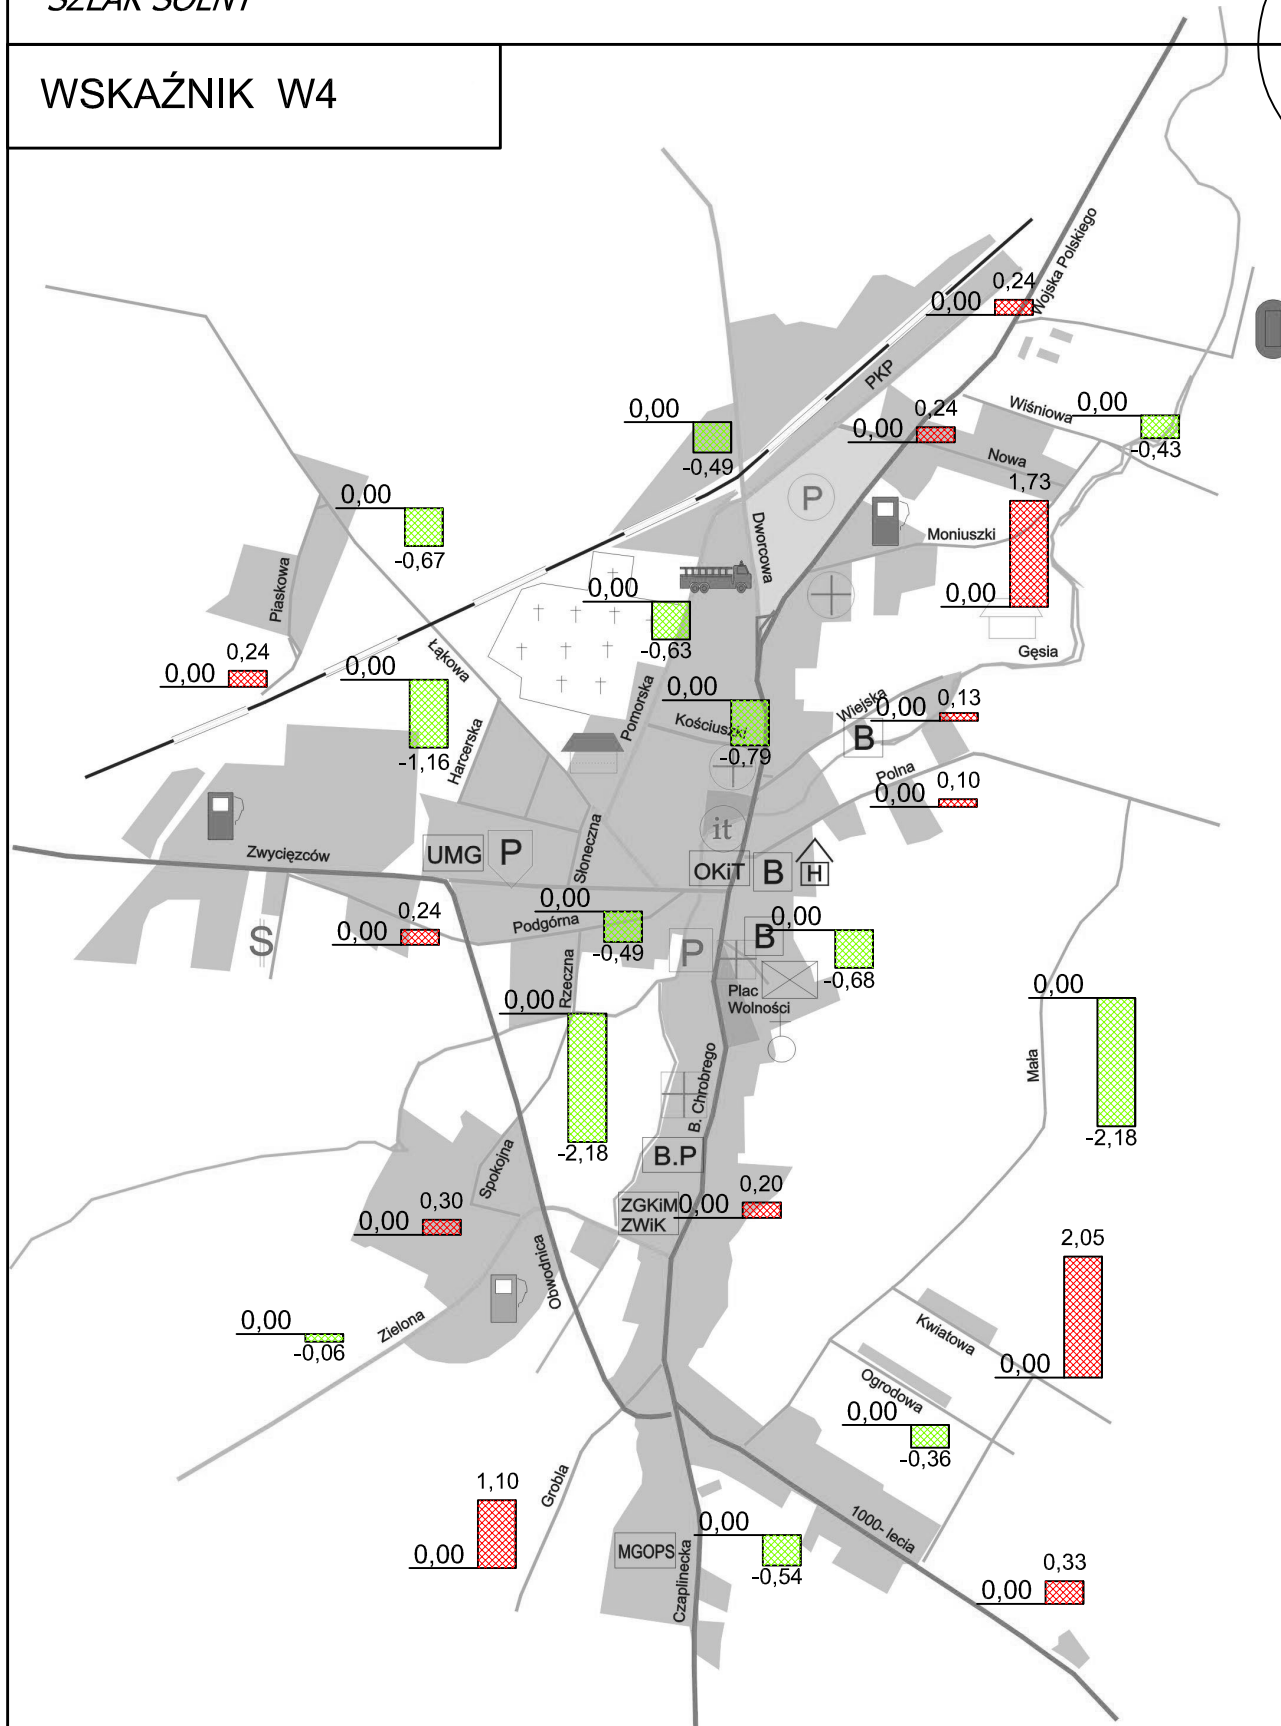 SZLAK SOLNY
WSKAŹNIK W4
Wojska Polskiego
0,24
0,00
PKP
0,00
-0,49
0,24
0,00
Wiśniowa
0,00
-0,43
Nowa
1,73
0,00
-0,67
P
Dworcowa
Moniuszki
Piaskowa
0,00
-0,63
0,00
Gęsia
0,24
0,00
Łąkowa
0,00
-1,16
Harcerska
Pomorska
0,00
Kościuszki
-0,79
Wiejska
0,13
0,00
B
Polna
0,10
0,00
it
Zwycięzców
UMG
P
Słoneczna
OKiT
B
H
0,24
0,00
Podgórna
0,00
-0,49
S
P
B
0,00
-0,68
Rzeczna
0,00
-2,18
Plac
Wolności
0,00
-2,18
Mała
B. Chrobrego
B.P
Spokojna
0,30
0,00
ZGKiM
ZWiK
0,20
0,00
Obwodnica
0,00
-0,06
Zielona
2,05
0,00
Kwiatowa
Ogrodowa
0,00
-0,36
1,10
0,00
Grobla
MGOPS
0,00
-0,54
Czaplinecka
1000- lecia
0,33
0,00